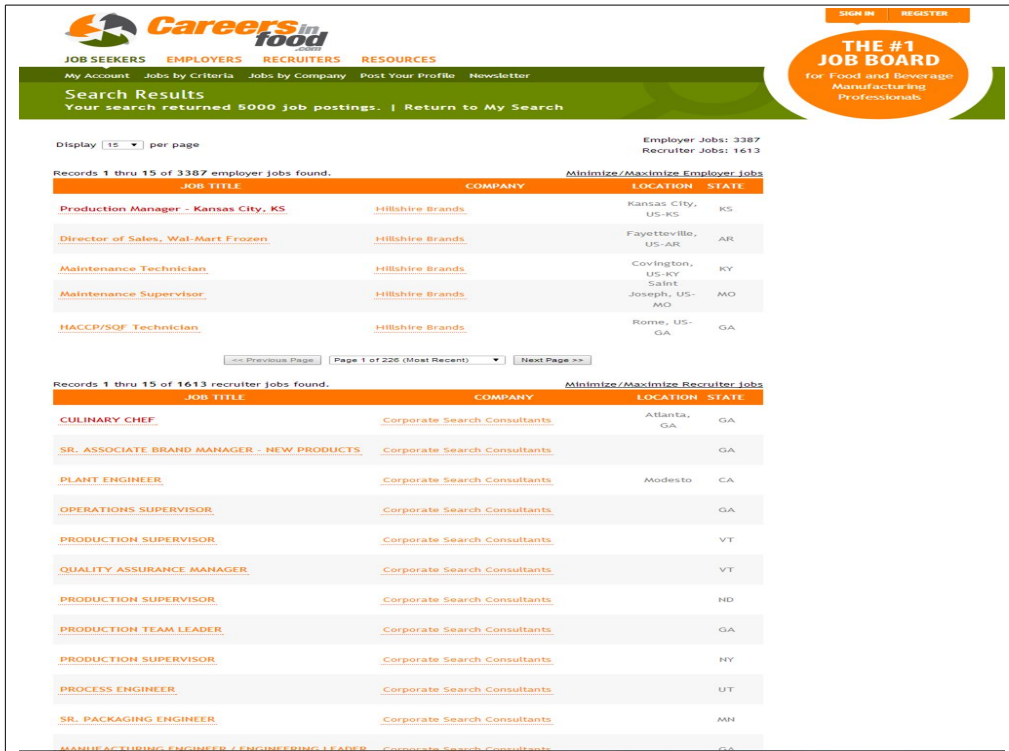 SIGN IN REGISTER
Careers in food .com
THE #1
JOB BOARD
for Food and Beverage
Manufacturing
Professionals
JOB SEEKERS EMPLOYERS RECRUITERS RESOURCES
My Account Jobs by Criteria Jobs by Company Post Your Profile Newsletter
Search Results
Your search returned 5000 job postings. | Return to My Search
Display 15 per page
Employer Jobs: 3387
Recruiter Jobs: 1613
Records 1 thru 15 of 3387 employer jobs found. Minimize/Maximize Employer jobs
JOB TITLE COMPANY LOCATION STATE
Production Manager - Kansas City, KS Hillshire Brands Kansas City, US-KS KS
Director of Sales, Wal-Mart Frozen Hillshire Brands Fayetteville, US-AR AR
Maintenance Technician Hillshire Brands Covington, US-KY KY
Maintenance Supervisor Hillshire Brands Saint Joseph, US-MO MO
HACCP/SQF Technician Hillshire Brands Rome, US-GA GA
<< Previous Page Page 1 of 226 (Most Recent) Next Page >>
Records 1 thru 15 of 1613 recruiter jobs found. Minimize/Maximize Recruiter jobs
JOB TITLE COMPANY LOCATION STATE
CULINARY CHEF Corporate Search Consultants Atlanta, GA GA
SR. ASSOCIATE BRAND MANAGER - NEW PRODUCTS Corporate Search Consultants GA
PLANT ENGINEER Corporate Search Consultants Modesto CA
OPERATIONS SUPERVISOR Corporate Search Consultants GA
PRODUCTION SUPERVISOR Corporate Search Consultants VT
QUALITY ASSURANCE MANAGER Corporate Search Consultants VT
PRODUCTION SUPERVISOR Corporate Search Consultants ND
PRODUCTION TEAM LEADER Corporate Search Consultants GA
PRODUCTION SUPERVISOR Corporate Search Consultants NY
PROCESS ENGINEER Corporate Search Consultants UT
SR. PACKAGING ENGINEER Corporate Search Consultants MN
MANUFACTURING ENGINEER / ENGINEERING LEADER Corporate Search Consultants GA